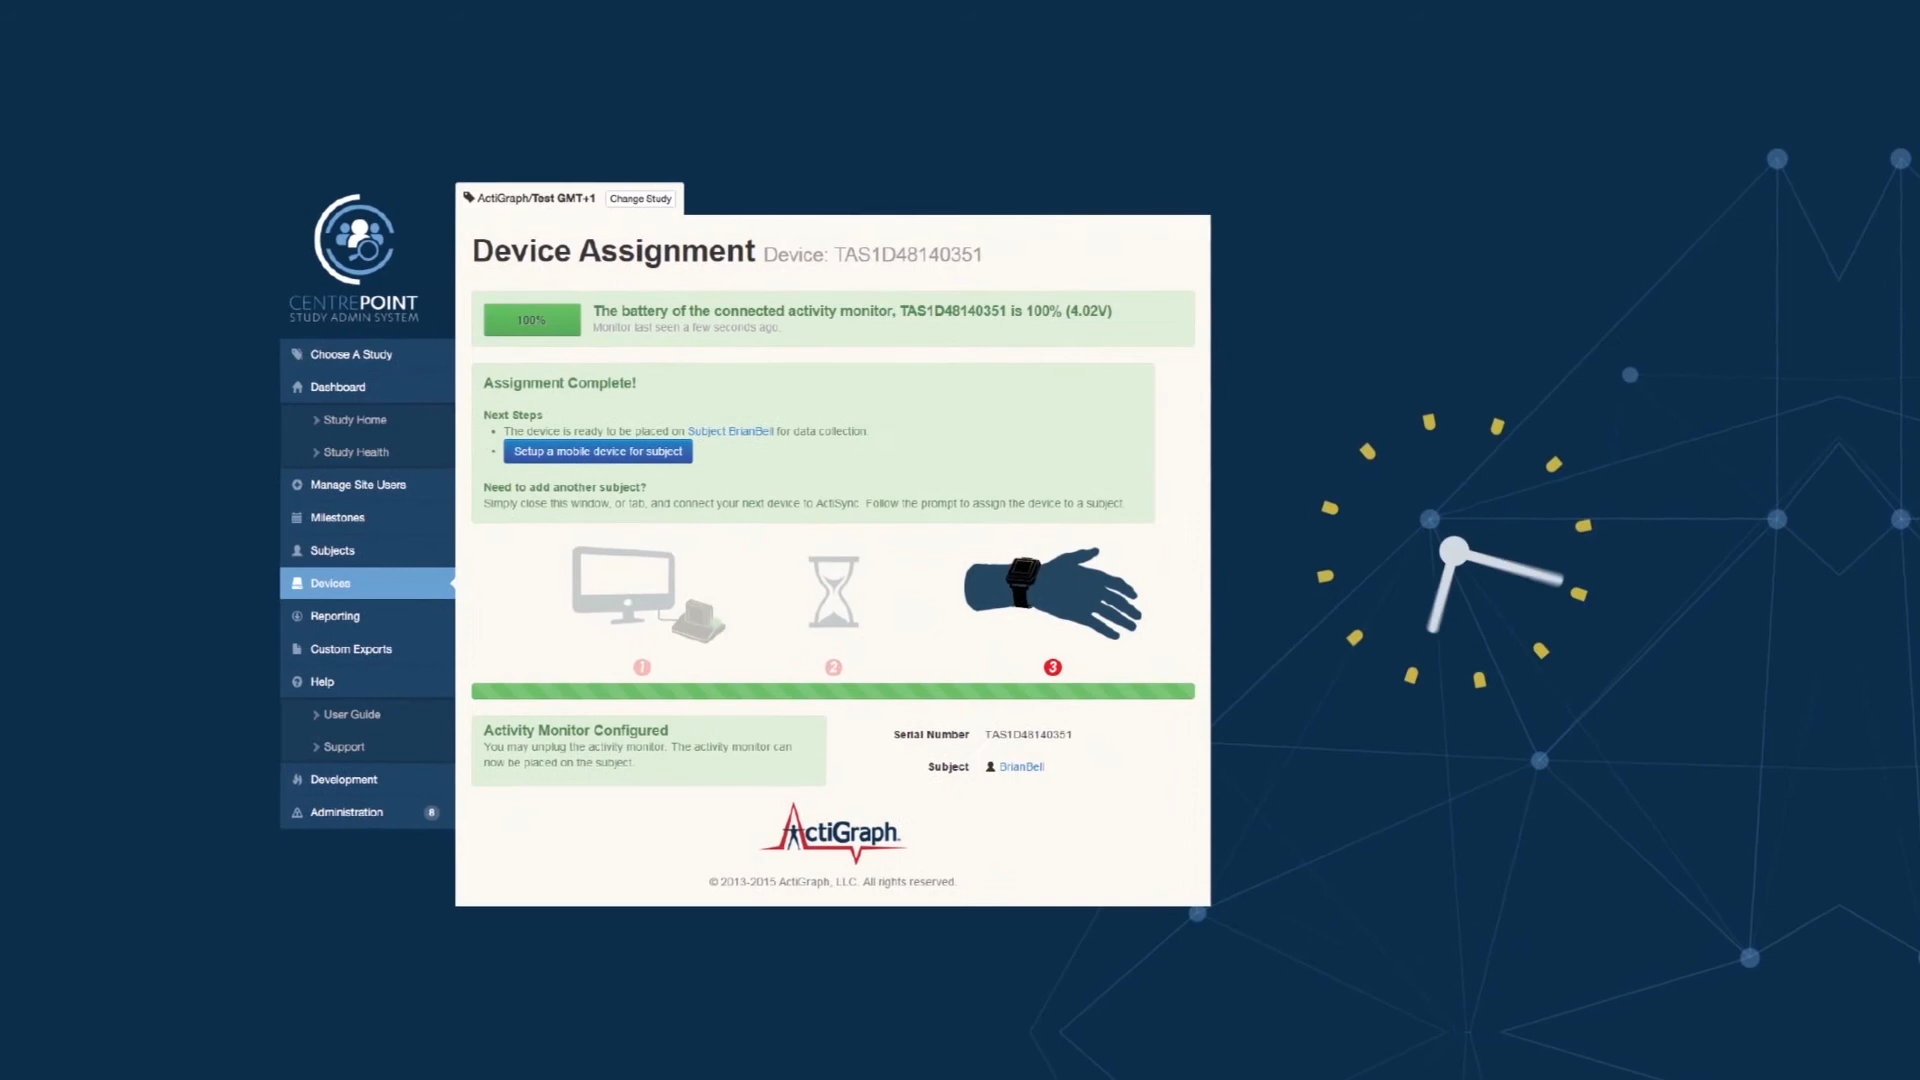 CENTREPOINT
STUDY ADMIN SYSTEM
Choose A Study
Dashboard
Study Home
Study Health
Manage Site Users
Milestones
Subjects
Devices
Reporting
Custom Exports
Help
User Guide
Support
Development
Administration 8
ActiGraph/Test GMT+1 Change Study
Device Assignment Device: TAS1D48140351
100%
The battery of the connected activity monitor, TAS1D48140351 is 100% (4.02V)
Monitor last seen a few seconds ago.
Assignment Complete!
Next Steps
• The device is ready to be placed on Subject BrianBell for data collection.
• Setup a mobile device for subject
Need to add another subject?
Simply close this window, or tab, and connect your next device to ActiSync. Follow the prompt to assign the device to a subject.
1 2 3
Activity Monitor Configured
You may unplug the activity monitor. The activity monitor can
now be placed on the subject.
Serial Number TAS1D48140351
Subject BrianBell
ActiGraph
© 2013-2015 ActiGraph, LLC. All rights reserved.